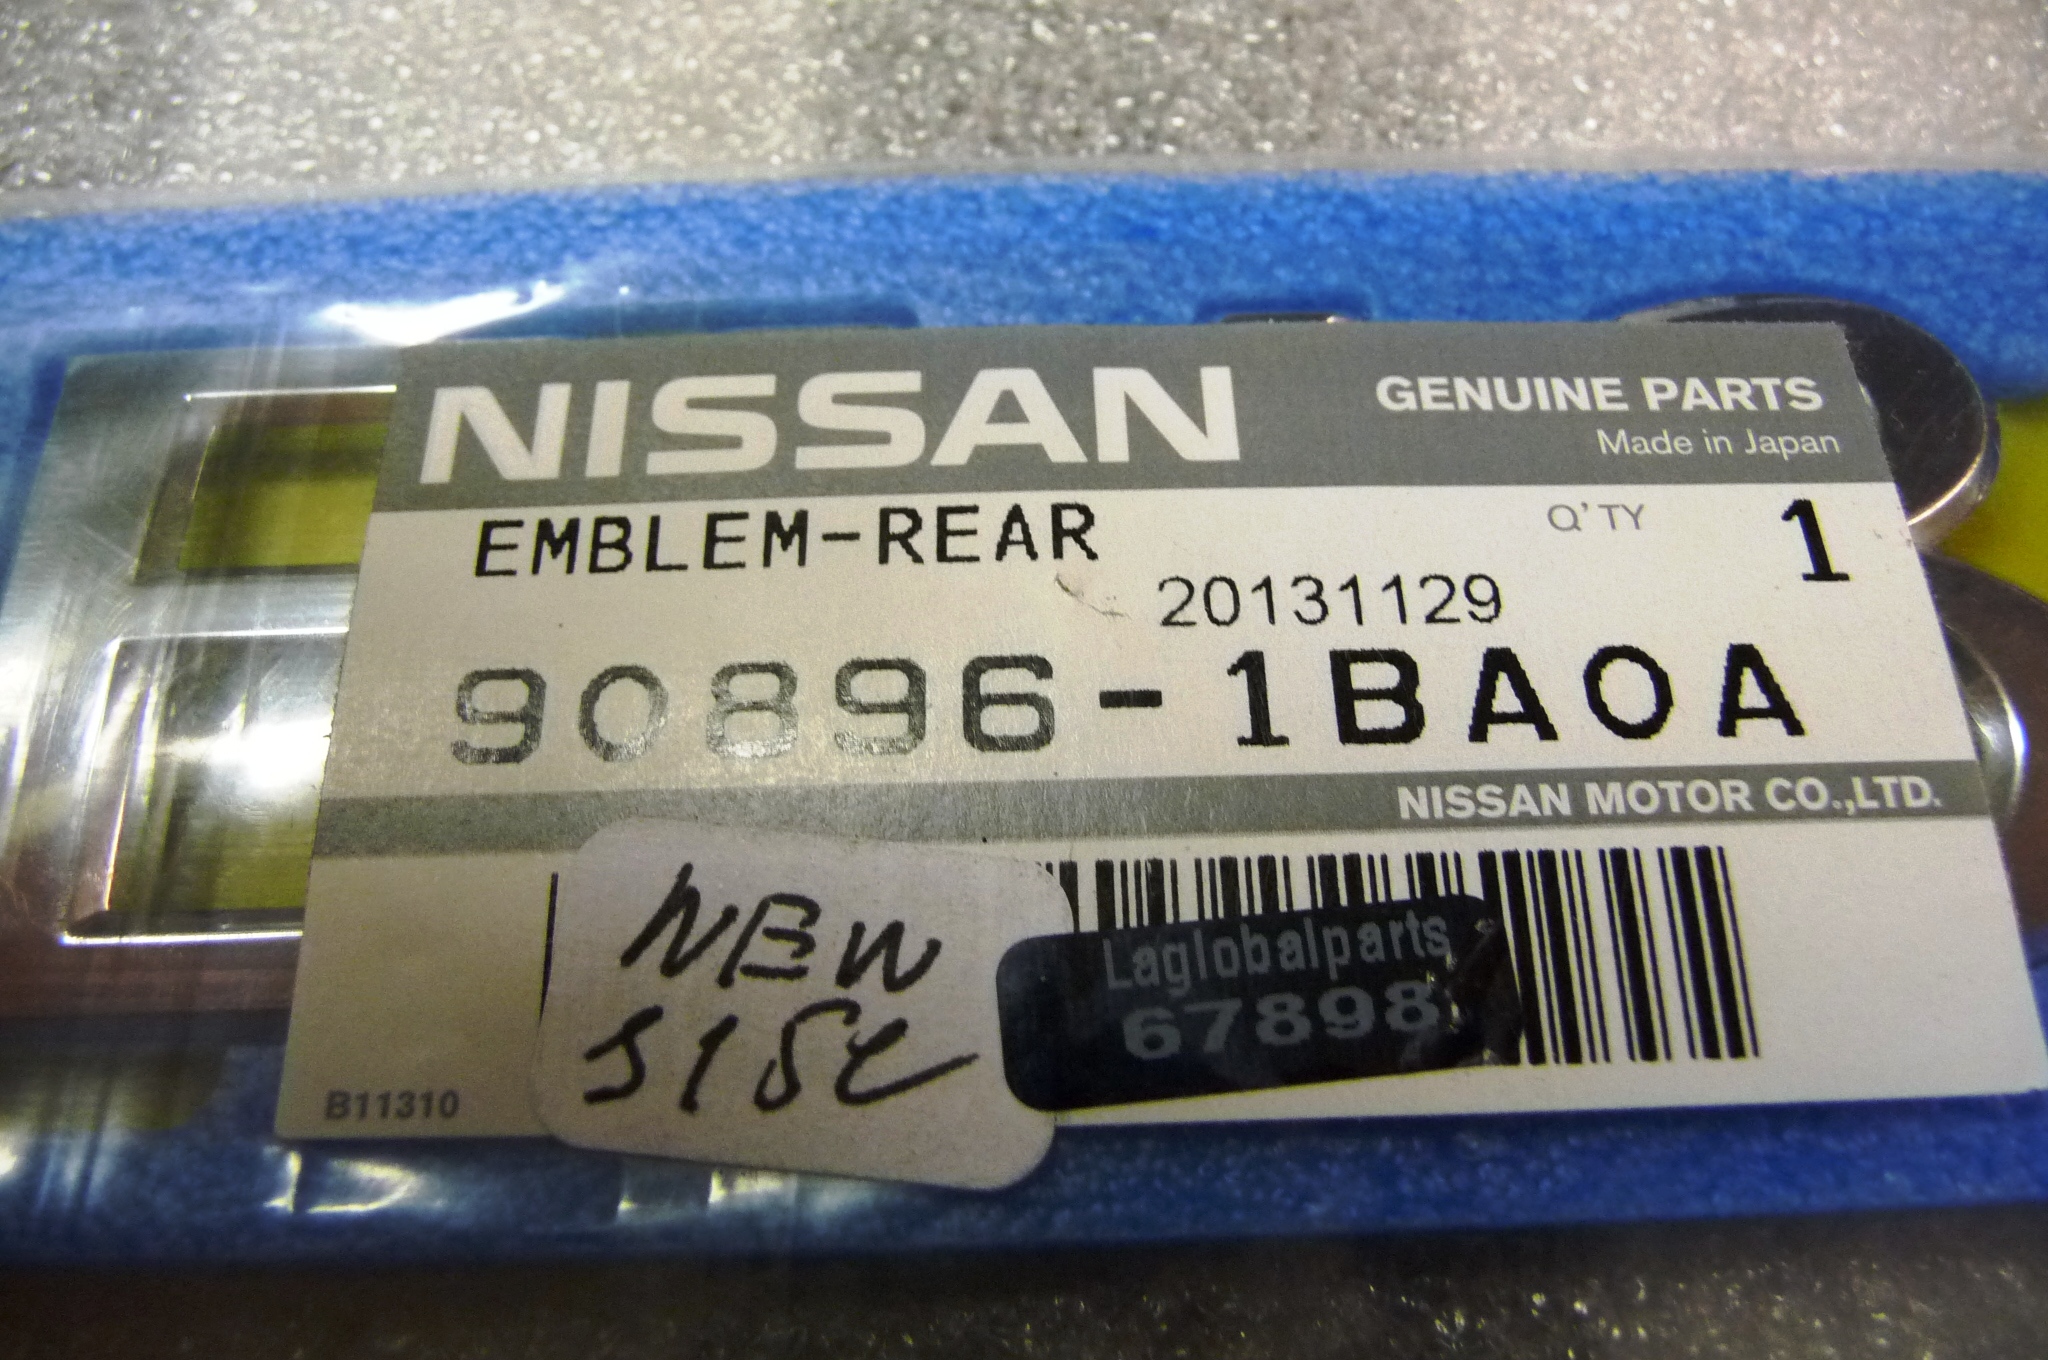 NISSAN
GENUINE PARTS
Made in Japan
EMBLEM-REAR
Q'TY 1
20131129
90896-1BA0A
NISSAN MOTOR CO.,LTD.
NEW
Laglobalparts
67898
B11310